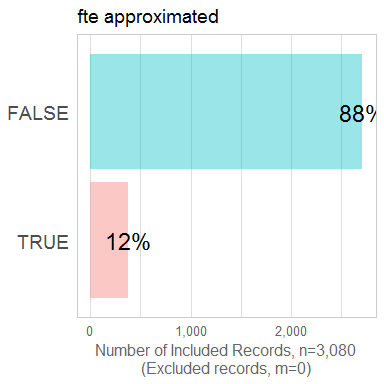 fte approximated
FALSE
88%
TRUE
12%
0
1,000
2,000
Number of Included Records, n=3,080
(Excluded records, m=0)